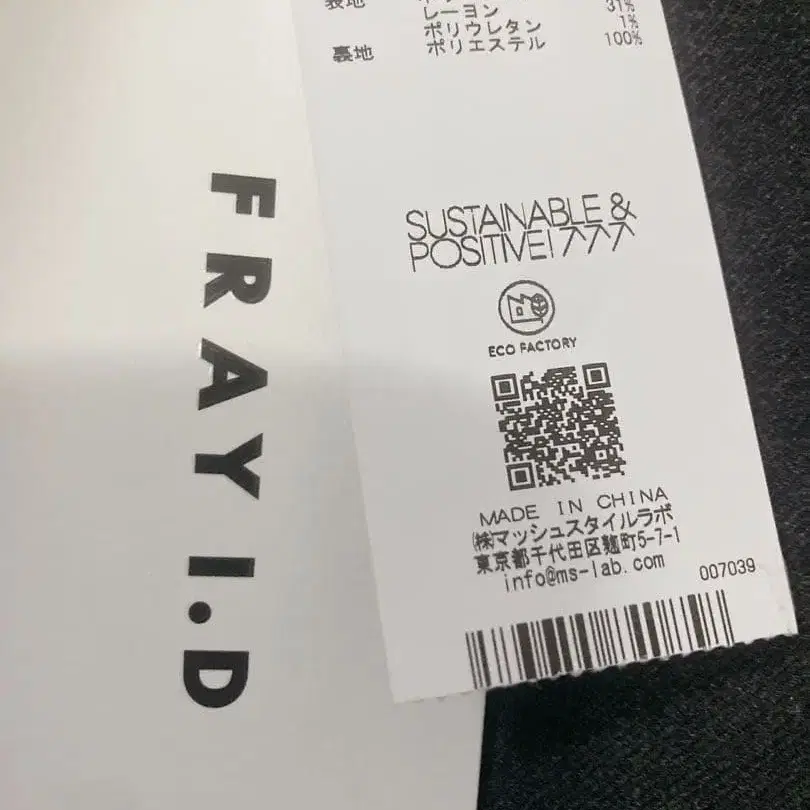 FRAY I.D
表地
レーヨン 31%
ポリウレタン 1%
裏地 ポリエステル 100%
SUSTAINABLE &
POSITIVE!
ECO FACTORY
MADE IN CHINA
㈱マッシュスタイルラボ
東京都千代田区麹町5-7-1
info@ms-lab.com
007039